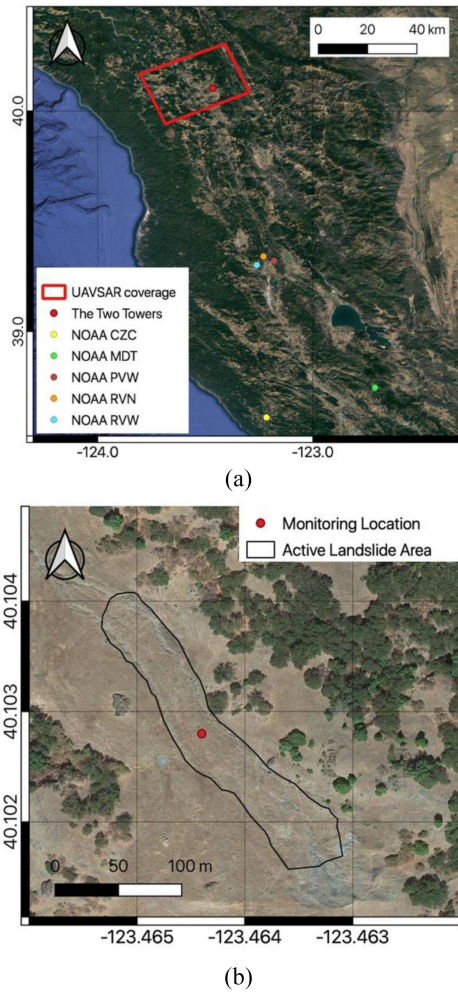 0 20 40 km
40.0
39.0
UAVSAR coverage
The Two Towers
NOAA CZC
NOAA MDT
NOAA PVW
NOAA RVN
NOAA RVW
-124.0 -123.0
(a)
Monitoring Location
Active Landslide Area
40.104
40.103
40.102
0 50 100 m
-123.465 -123.464 -123.463
(b)